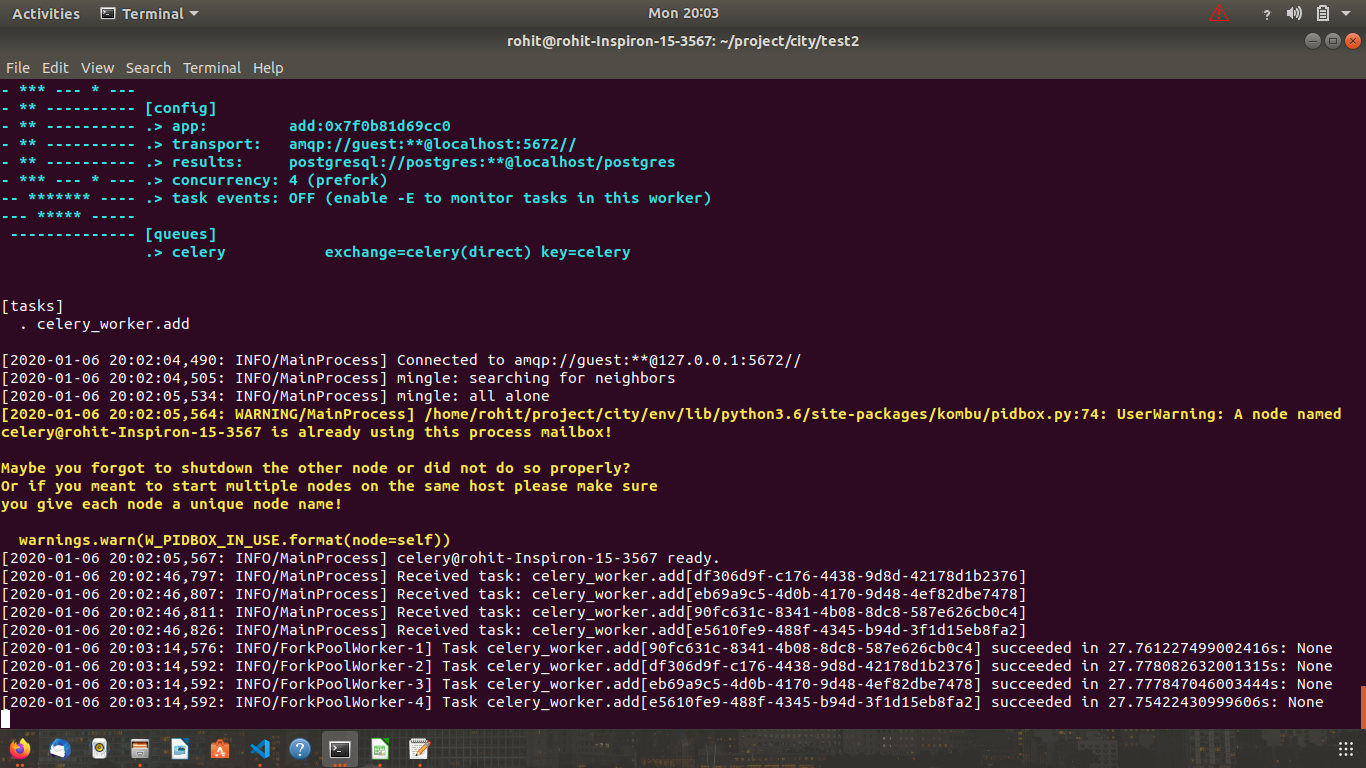 Activities Terminal Mon 20:03
rohit@rohit-Inspiron-15-3567: ~/project/city/test2
File Edit View Search Terminal Help
- *** --- * ---
- ** ---------- [config]
- ** ---------- .> app:         add:0x7f0b81d69cc0
- ** ---------- .> transport:   amqp://guest:**@localhost:5672//
- ** ---------- .> results:     postgresql://postgres:**@localhost/postgres
- *** --- * --- .> concurrency: 4 (prefork)
-- ******* ---- .> task events: OFF (enable -E to monitor tasks in this worker)
--- ***** -----
 -------------- [queues]
                .> celery           exchange=celery(direct) key=celery
[tasks]
  . celery_worker.add
[2020-01-06 20:02:04,490: INFO/MainProcess] Connected to amqp://guest:**@127.0.0.1:5672//
[2020-01-06 20:02:04,505: INFO/MainProcess] mingle: searching for neighbors
[2020-01-06 20:02:05,534: INFO/MainProcess] mingle: all alone
[2020-01-06 20:02:05,564: WARNING/MainProcess] /home/rohit/project/city/env/lib/python3.6/site-packages/kombu/pidbox.py:74: UserWarning: A node named
celery@rohit-Inspiron-15-3567 is already using this process mailbox!
Maybe you forgot to shutdown the other node or did not do so properly?
Or if you meant to start multiple nodes on the same host please make sure
you give each node a unique node name!
  warnings.warn(W_PIDBOX_IN_USE.format(node=self))
[2020-01-06 20:02:05,567: INFO/MainProcess] celery@rohit-Inspiron-15-3567 ready.
[2020-01-06 20:02:46,797: INFO/MainProcess] Received task: celery_worker.add[df306d9f-c176-4438-9d8d-42178d1b2376]
[2020-01-06 20:02:46,807: INFO/MainProcess] Received task: celery_worker.add[eb69a9c5-4d0b-4170-9d48-4ef82dbe7478]
[2020-01-06 20:02:46,811: INFO/MainProcess] Received task: celery_worker.add[90fc631c-8341-4b08-8dc8-587e626cb0c4]
[2020-01-06 20:02:46,826: INFO/MainProcess] Received task: celery_worker.add[e5610fe9-488f-4345-b94d-3f1d15eb8fa2]
[2020-01-06 20:03:14,576: INFO/ForkPoolWorker-1] Task celery_worker.add[90fc631c-8341-4b08-8dc8-587e626cb0c4] succeeded in 27.761227499002416s: None
[2020-01-06 20:03:14,592: INFO/ForkPoolWorker-2] Task celery_worker.add[df306d9f-c176-4438-9d8d-42178d1b2376] succeeded in 27.778082632001315s: None
[2020-01-06 20:03:14,592: INFO/ForkPoolWorker-3] Task celery_worker.add[eb69a9c5-4d0b-4170-9d48-4ef82dbe7478] succeeded in 27.777847046003444s: None
[2020-01-06 20:03:14,592: INFO/ForkPoolWorker-4] Task celery_worker.add[e5610fe9-488f-4345-b94d-3f1d15eb8fa2] succeeded in 27.75422430999606s: None